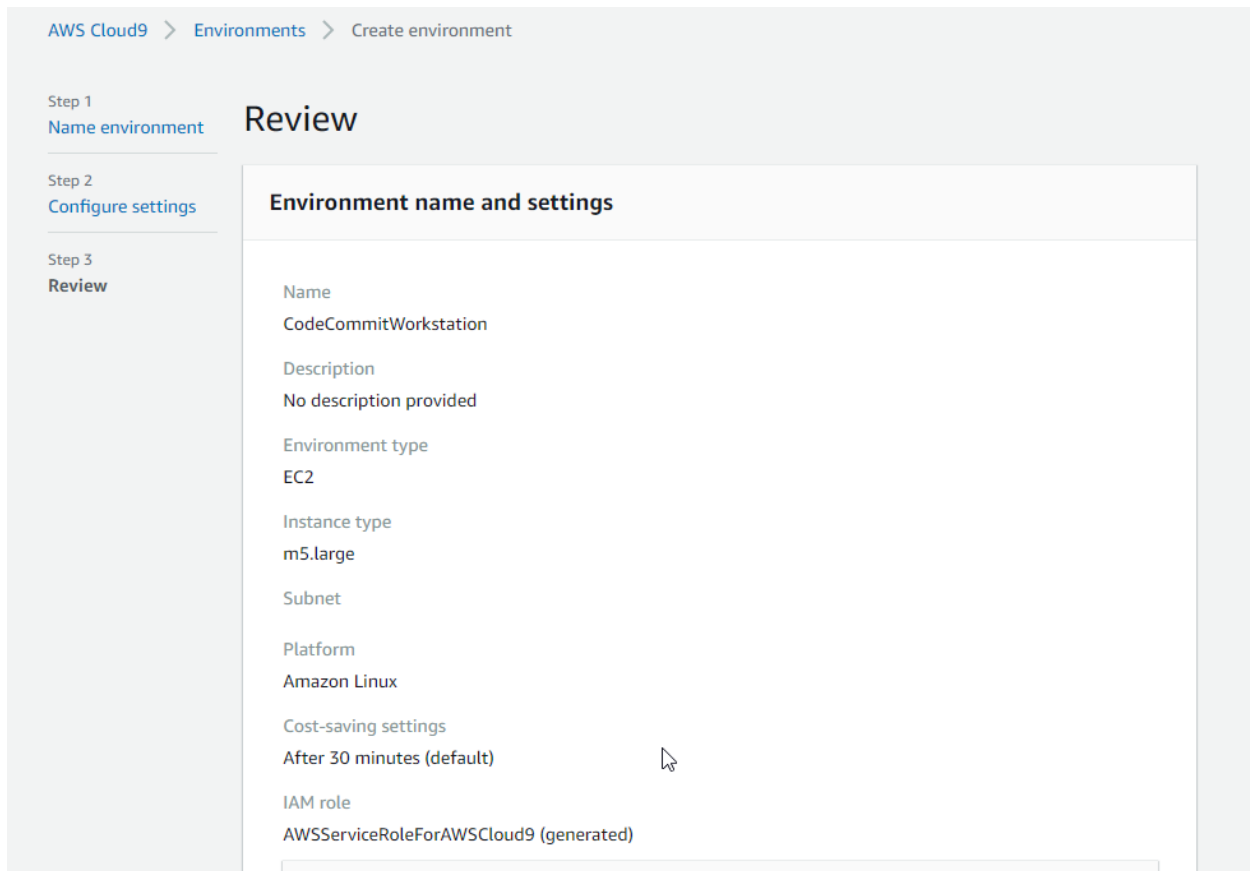 AWS Cloud9 > Environments > Create environment
Step 1
Name environment
Step 2
Configure settings
Step 3
Review
Review
Environment name and settings
Name
CodeCommitWorkstation
Description
No description provided
Environment type
EC2
Instance type
m5.large
Subnet
Platform
Amazon Linux
Cost-saving settings
After 30 minutes (default)
IAM role
AWSServiceRoleForAWSCloud9 (generated)